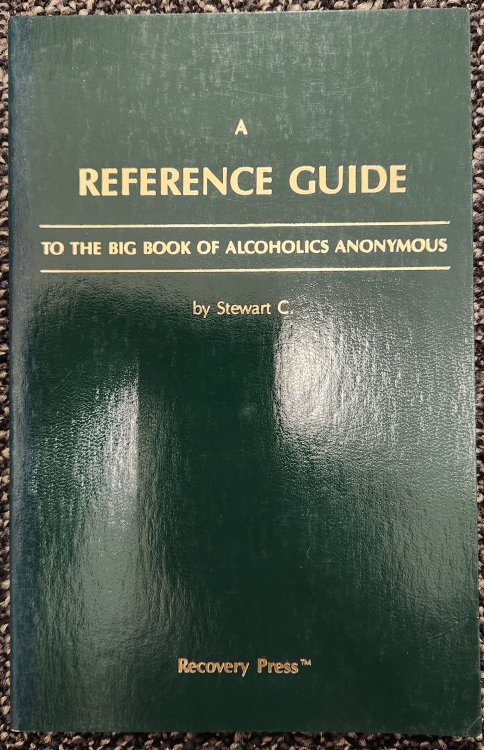 A
REFERENCE GUIDE
TO THE BIG BOOK OF ALCOHOLICS ANONYMOUS
by Stewart C.
Recovery Press™